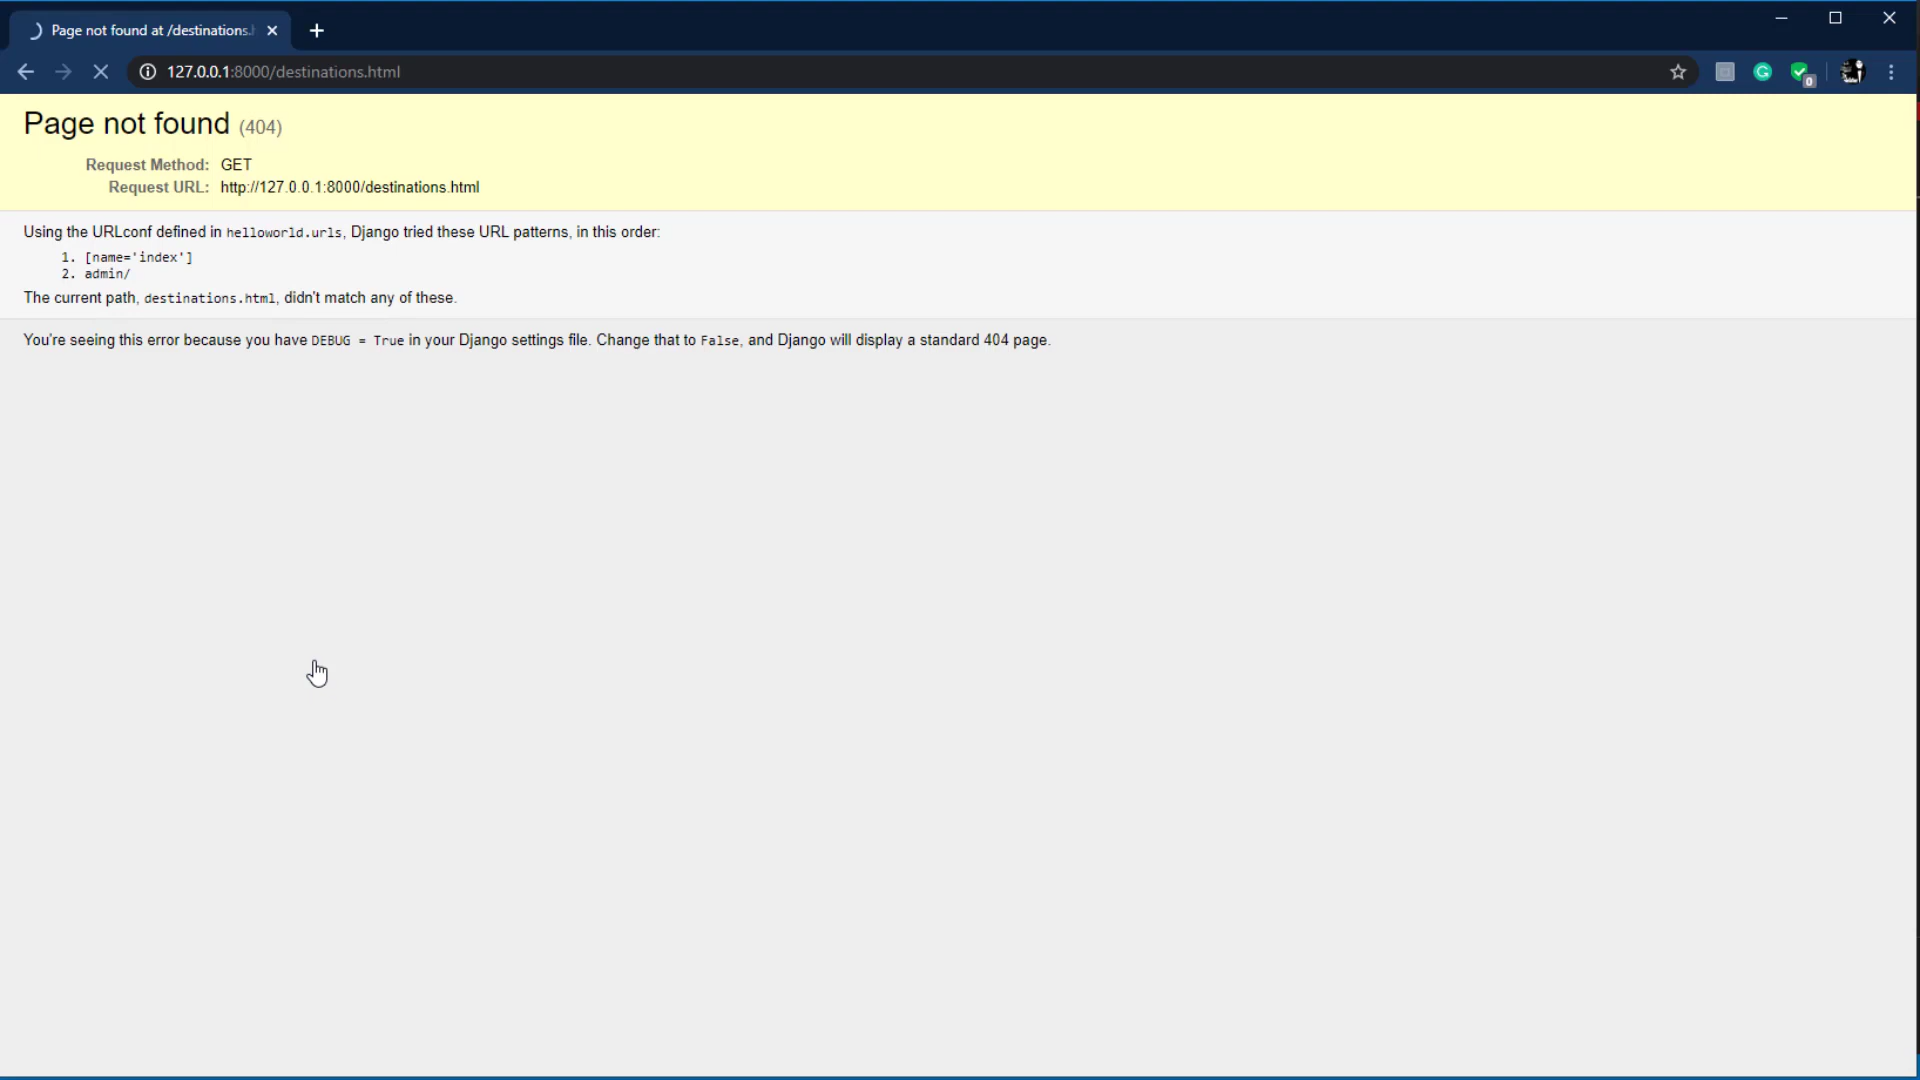 Page not found at /destinations.
127.0.0.1:8000/destinations.html
0
Page not found (404)
Request Method: GET
Request URL: http://127.0.0.1:8000/destinations.html
Using the URLconf defined in helloworld.urls, Django tried these URL patterns, in this order:
1. [name='index']
2. admin/
The current path, destinations.html, didn't match any of these.
You're seeing this error because you have DEBUG = True in your Django settings file. Change that to False, and Django will display a standard 404 page.